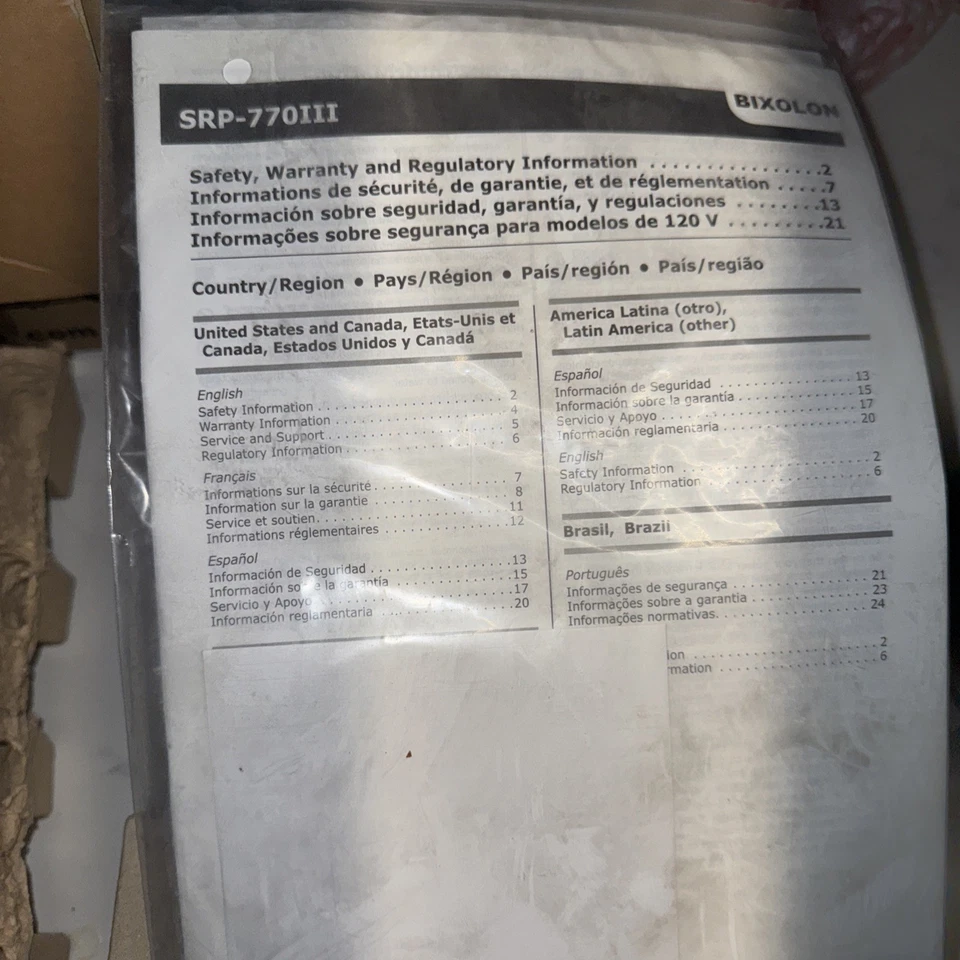 SRP-770III
BIXOLON
Safety, Warranty and Regulatory Information . . . . . . . . . . . . . . .2
Informations de sécurité, de garantie, et de réglementation . . . . .7
Información sobre seguridad, garantía, y regulaciones . . . . . . . .13
Informações sobre segurança para modelos de 120 V . . . . . . . . .21
Country/Region • Pays/Région • País/región • País/região
United States and Canada, Etats-Unis et
Canada, Estados Unidos y Canadá
English
Safety Information . . . . . . . . . . . . . . . . . . . . . . 2
Warranty Information . . . . . . . . . . . . . . . . . . . . 4
Service and Support . . . . . . . . . . . . . . . . . . . . . 5
Regulatory Information . . . . . . . . . . . . . . . . . . . 6
Français
Informations sur la sécurité . . . . . . . . . . . . . . . . 7
Information sur la garantie . . . . . . . . . . . . . . . . 8
Service et soutien. . . . . . . . . . . . . . . . . . . . . . 11
Informations réglementaires . . . . . . . . . . . . . . . 12
Español
Información de Seguridad . . . . . . . . . . . . . . . . .13
Información so e la garantía . . . . . . . . . . . . . . .15
Servicio y Apoyo . . . . . . . . . . . . . . . . . . . . . .17
Información reglamentaria . . . . . . . . . . . . . . . .20
America Latina (otro),
Latin America (other)
Español
Información de Seguridad . . . . . . . . . . . . . . . . 13
Información sobre la garantía . . . . . . . . . . . . . . 15
Servicio y Apoyo . . . . . . . . . . . . . . . . . . . . . . 17
Información reglamentaria . . . . . . . . . . . . . . . . 20
English
Safety Information . . . . . . . . . . . . . . . . . . . . . 2
Regulatory Information . . . . . . . . . . . . . . . . . . 6
Brasil, Brazil
Português
Informações de segurança . . . . . . . . . . . . . . . . 21
Informações sobre a garantia . . . . . . . . . . . . . . 23
Informações normativas. . . . . . . . . . . . . . . . . . 24
ion . . . . . . . . . . . . . . . . . . . . . . 2
rmation . . . . . . . . . . . . . . . . . . . 6
.com